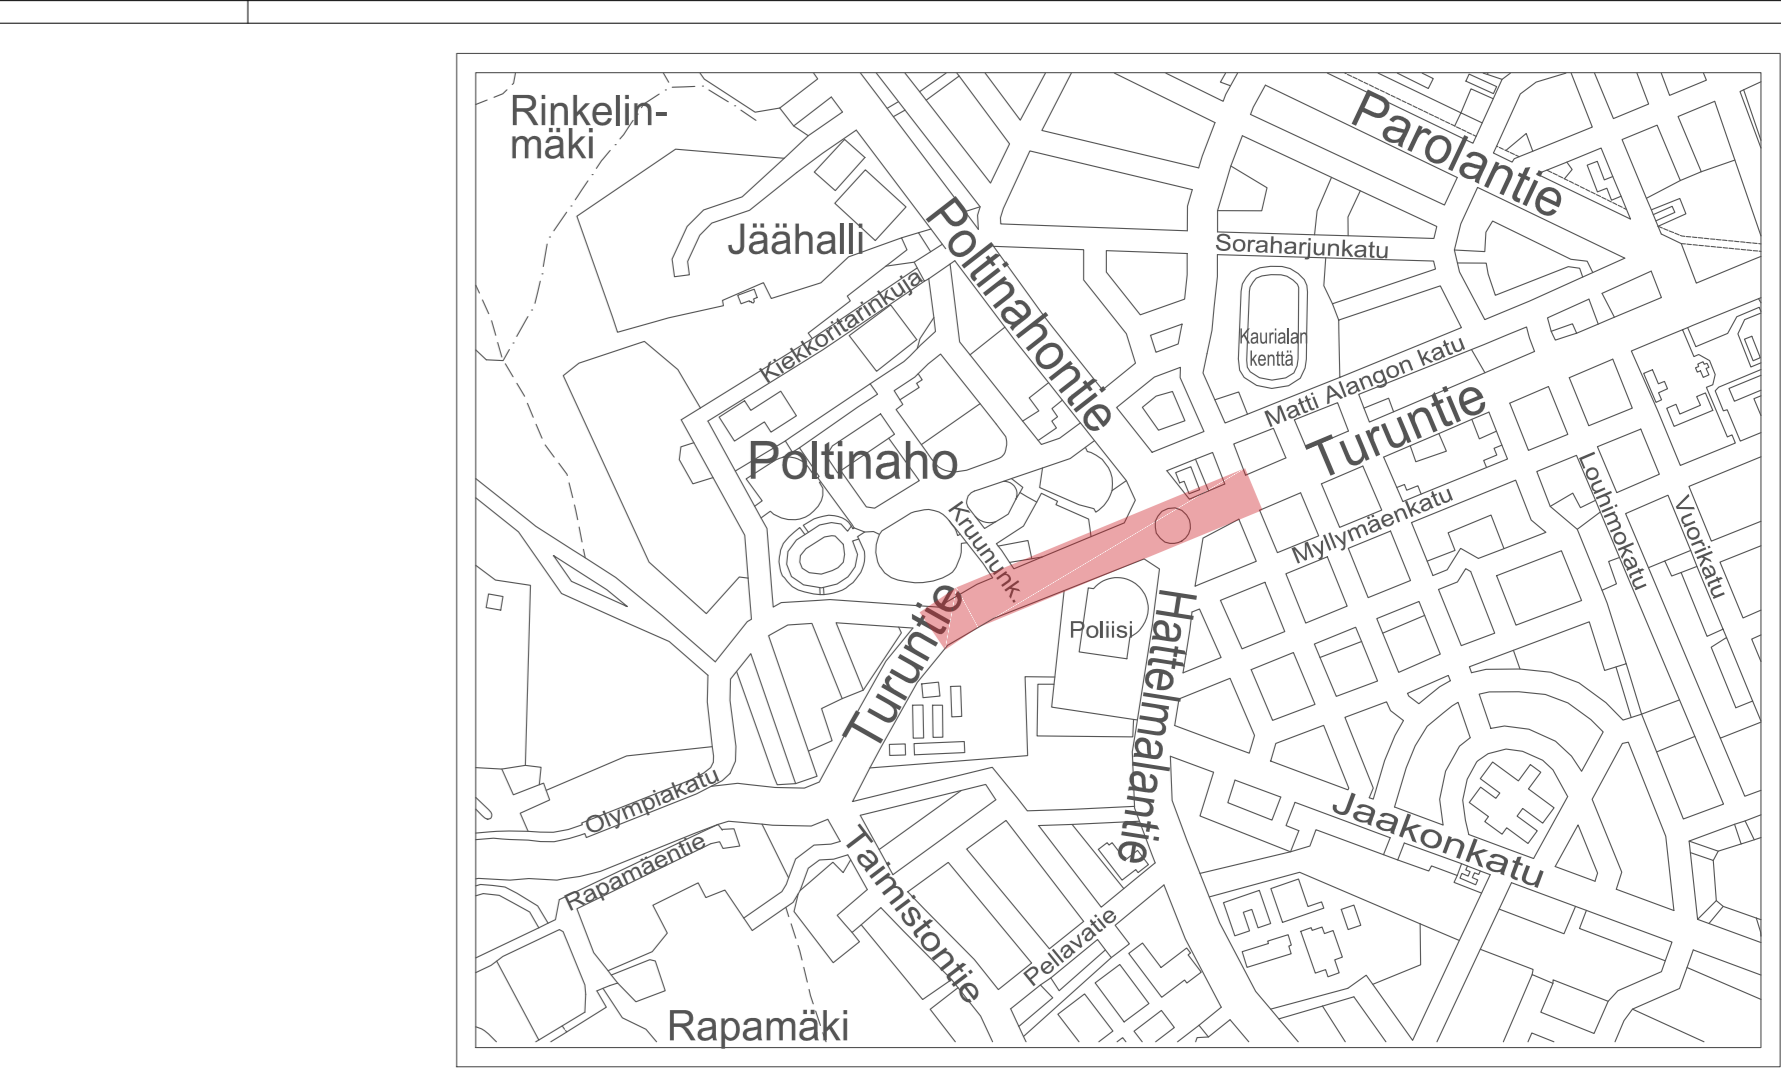 Rinkelin-
mäki
Parolantie
Jäähalli
Poltinahontie
Soraharjunkatu
Kiekkoritarinkuja
Kaurialan
kenttä
Matti Alangon katu
Turuntie
Poltinaho
Kruununk.
Myllymäenkatu
Louhimokatu
Vuorikatu
Turuntie
Poliisi
Hattelmalantie
Olympiakatu
Rapamäentie
Taimistontie
Jaakonkatu
Pellavatie
Rapamäki